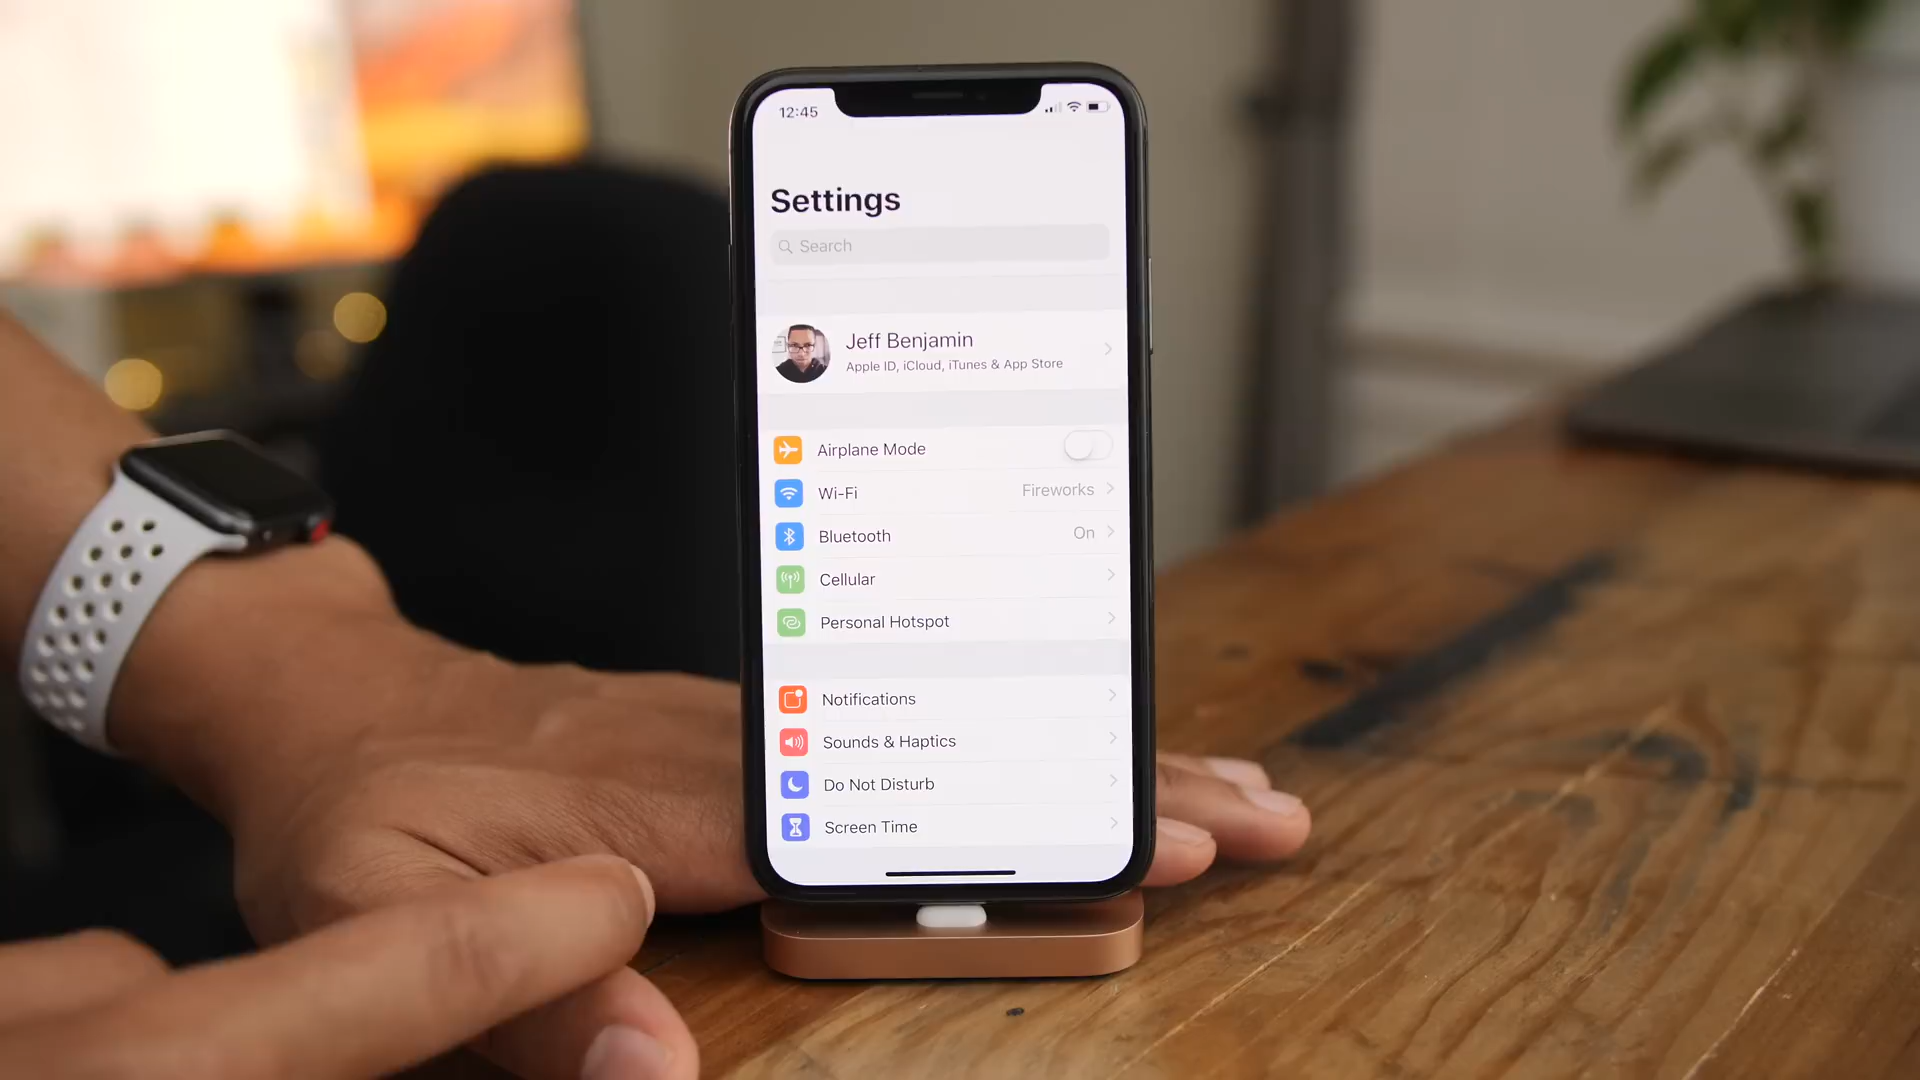 12:45
Settings
Search
Jeff Benjamin
Apple ID, iCloud, iTunes & App Store
Airplane Mode
Wi-Fi Fireworks
Bluetooth On
Cellular
Personal Hotspot
Notifications
Sounds & Haptics
Do Not Disturb
Screen Time